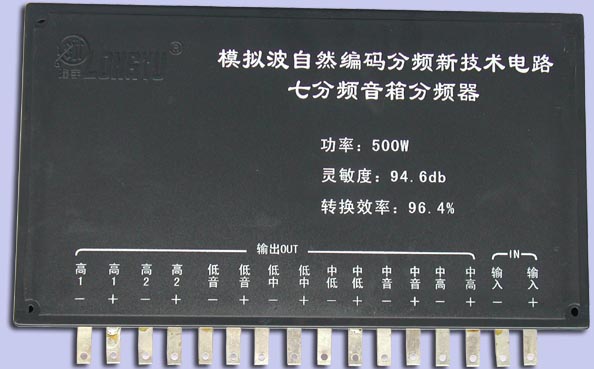 LONGYU®
模拟波自然编码分频新技术电路
七分频音箱分频器
功率：500W
灵敏度：94.6db
转换效率：96.4%
输出OUT IN
高1 高1 高2 高2 低音 低音 低中 低中 中低 中低 中音 中音 中高 中高 输入 输入
− + − + − + − + − + − + − + − +